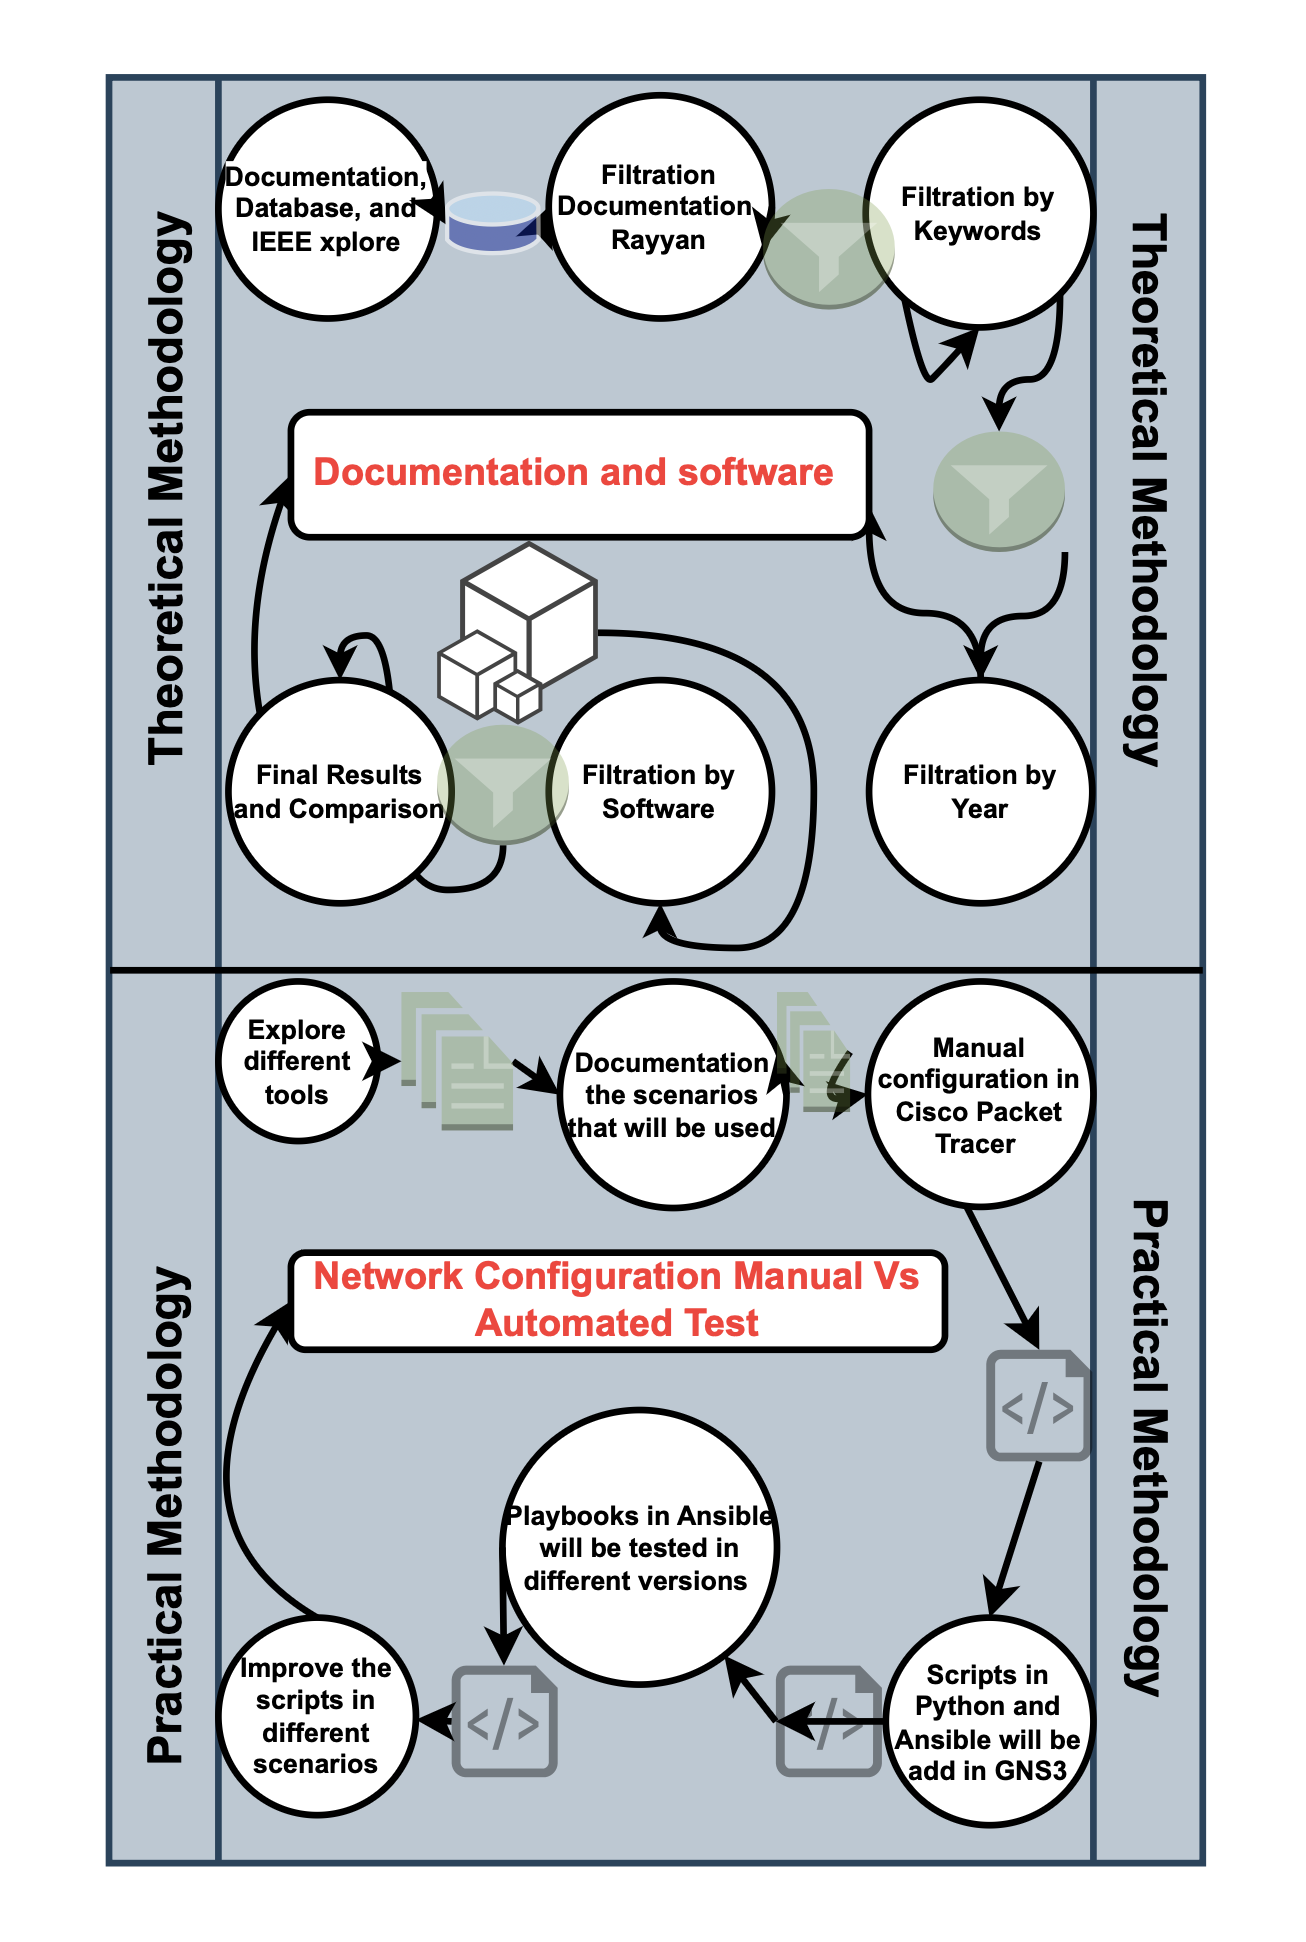 Theoretical Methodology
Documentation,
Database, and
IEEE xplore
Filtration
Documentation
Rayyan
Filtration by
Keywords
Theoretical Methodology
Documentation and software
Final Results
and Comparison
Filtration by
Software
Filtration by
Year
Practical Methodology
Explore
different
tools
Documentation
the scenarios
that will be used
Manual
configuration in
Cisco Packet
Tracer
Practical Methodology
Network Configuration Manual Vs
Automated Test
</>
Playbooks in Ansible
will be tested in
different versions
Improve the
scripts in
different
scenarios
</>
</>
Scripts in
Python and
Ansible will be
add in GNS3